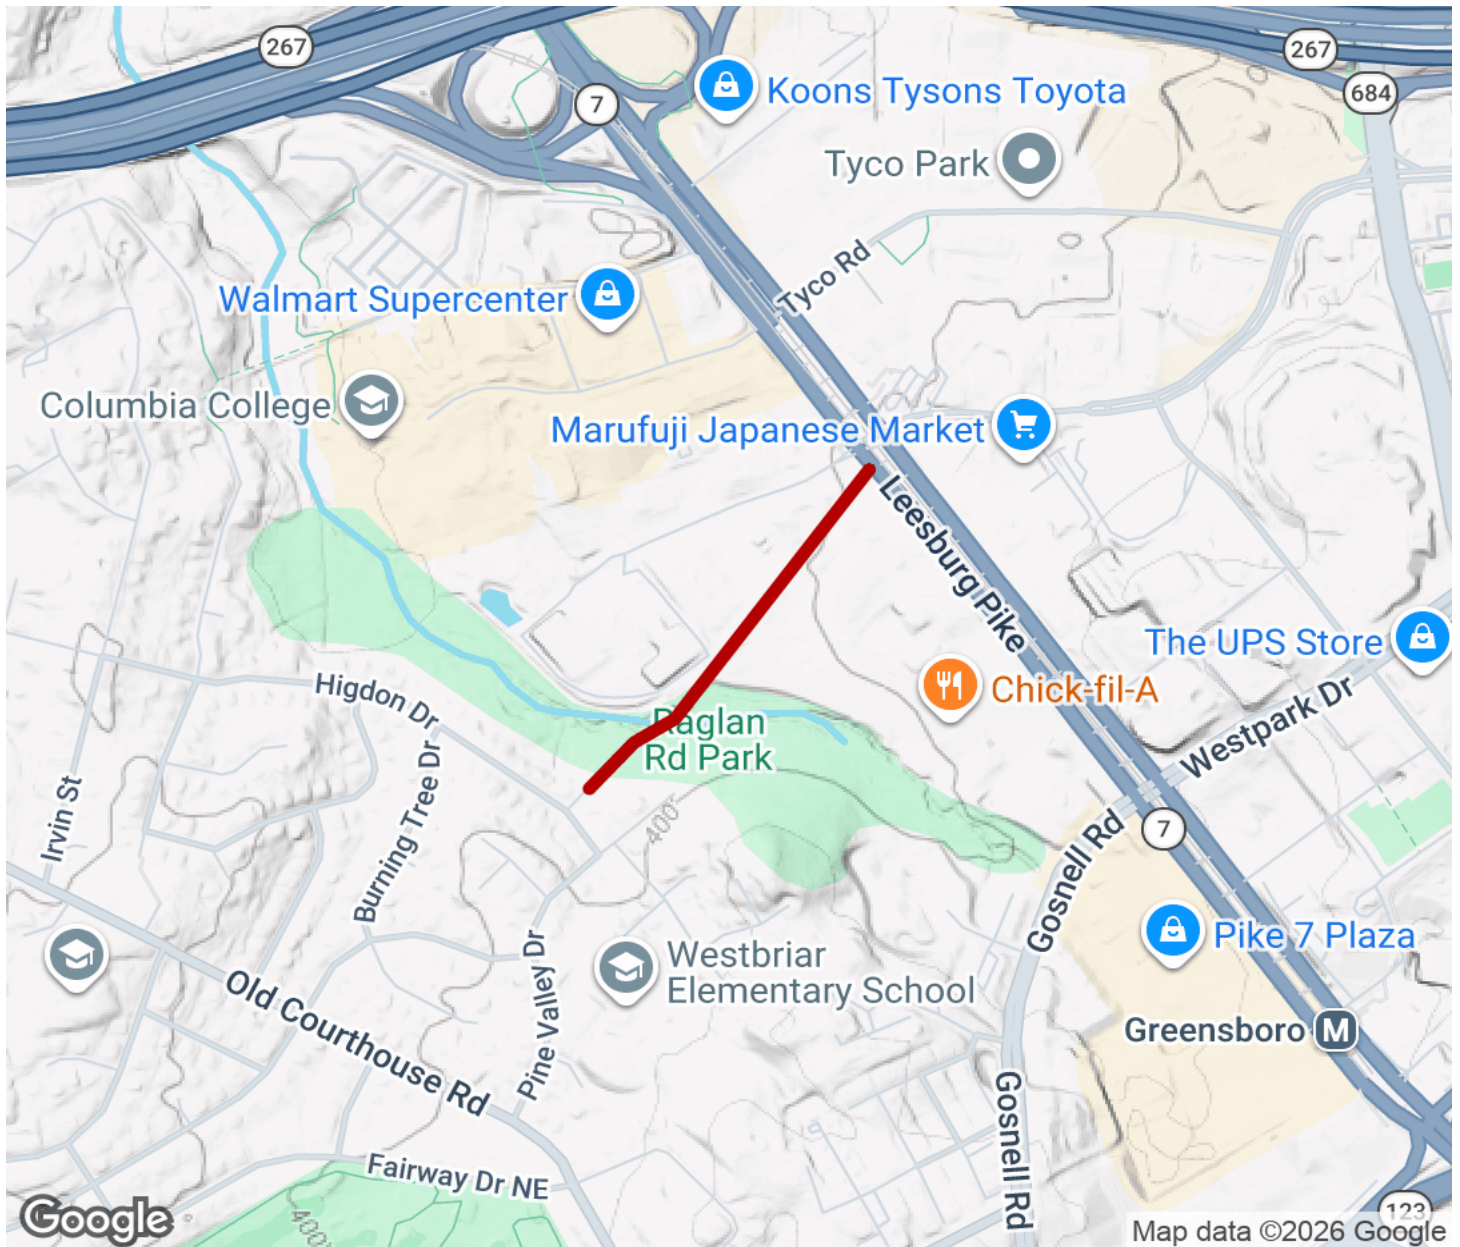 267
267
7
684
Koons Tysons Toyota
Tyco Park
Tyco Rd
Walmart Supercenter
Columbia College
Marufuji Japanese Market
Leesburg Pike
The UPS Store
Chick-fil-A
Westpark Dr
Higdon Dr
Raglan
Rd Park
Burning Tree Dr
Irvin St
400'
Gosnell Rd
7
Pike 7 Plaza
Pine Valley Dr
Westbriar
Elementary School
Old Courthouse Rd
Greensboro
M
Gosnell Rd
Fairway Dr NE
400'
123
Google
Map data ©2026 Google